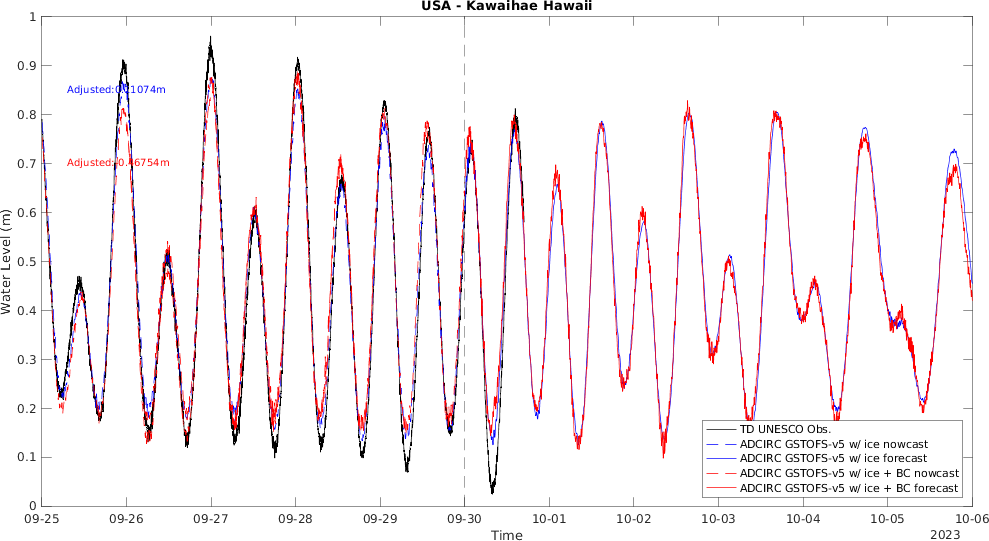 USA - Kawaihae Hawaii
1
0.9
0.8
0.7
0.6
0.5
0.4
0.3
0.2
0.1
0
Water Level (m)
Adjusted:
1074m
Adjusted:
6754m
TD UNESCO Obs.
ADCIRC GSTOFS-v5 w/ ice nowcast
ADCIRC GSTOFS-v5 w/ ice forecast
ADCIRC GSTOFS-v5 w/ ice + BC nowcast
ADCIRC GSTOFS-v5 w/ ice + BC forecast
09-25 09-26 09-27 09-28 09-29 09-30 10-01 10-02 10-03 10-04 10-05 10-06
Time
2023